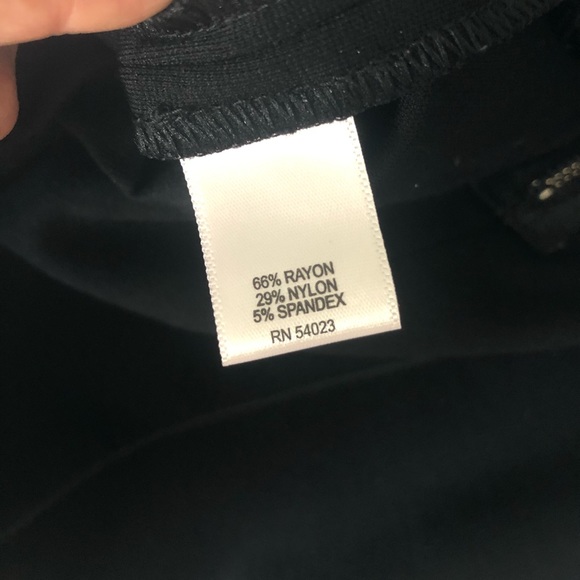 66% RAYON
29% NYLON
5% SPANDEX
RN 54023